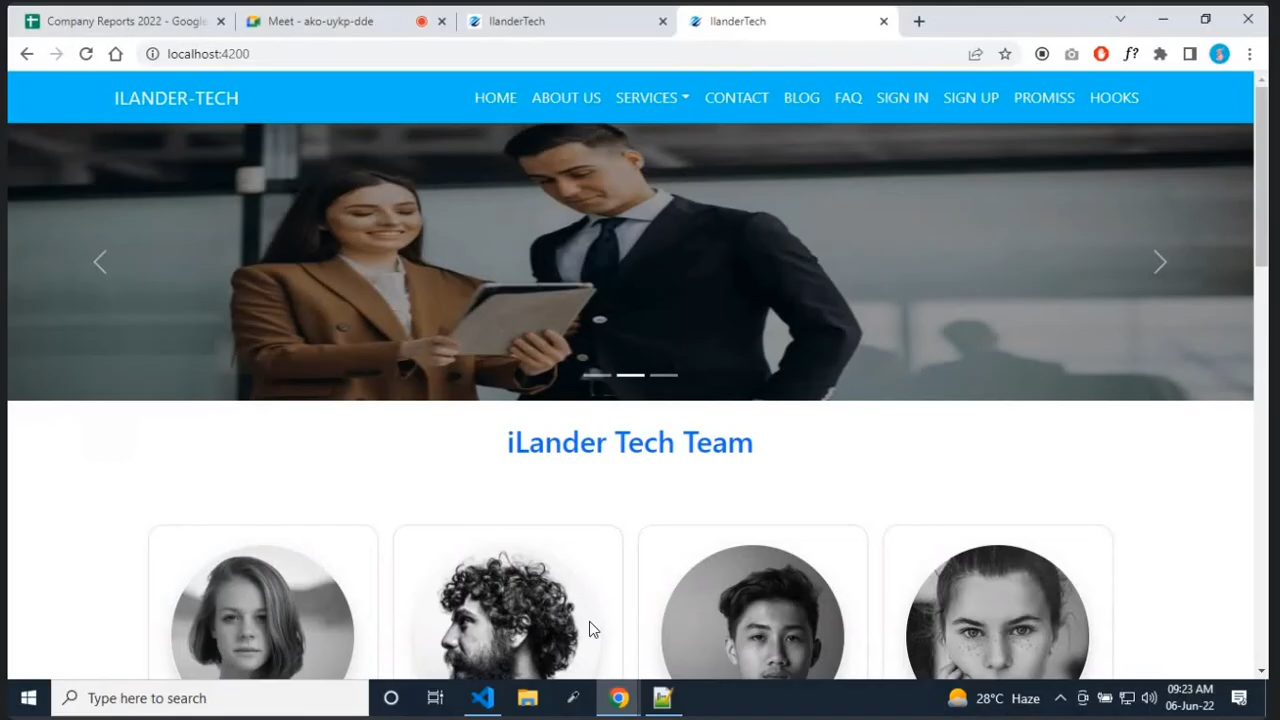 Company Reports 2022 - Google
Meet - ako-uykp-dde
IlanderTech
IlanderTech
localhost:4200
f?
ILANDER-TECH
HOME ABOUT US SERVICES CONTACT BLOG FAQ SIGN IN SIGN UP PROMISS HOOKS
iLander Tech Team
Type here to search
28°C Haze
09:23 AM
06-Jun-22